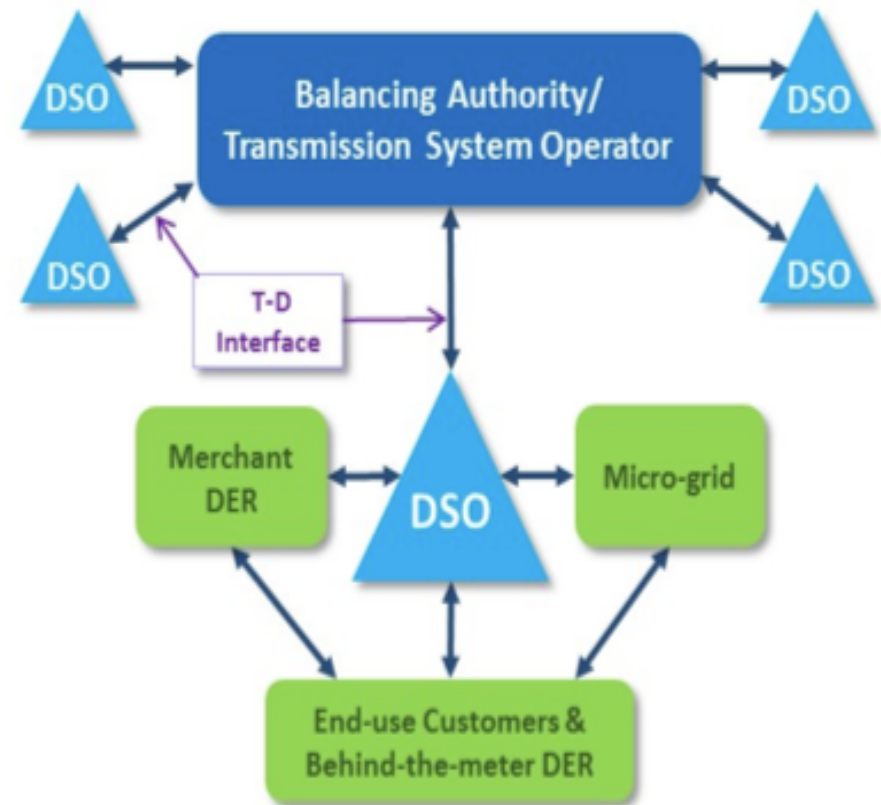 DSO
Balancing Authority/
Transmission System Operator
DSO
DSO
DSO
T-D
Interface
Merchant
DER
DSO
Micro-grid
End-use Customers &
Behind-the-meter DER